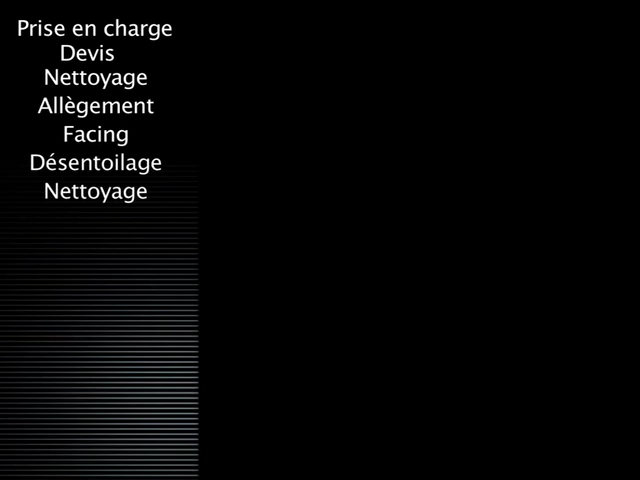 Prise en charge
Devis
Nettoyage
Allègement
Facing
Désentoilage
Nettoyage